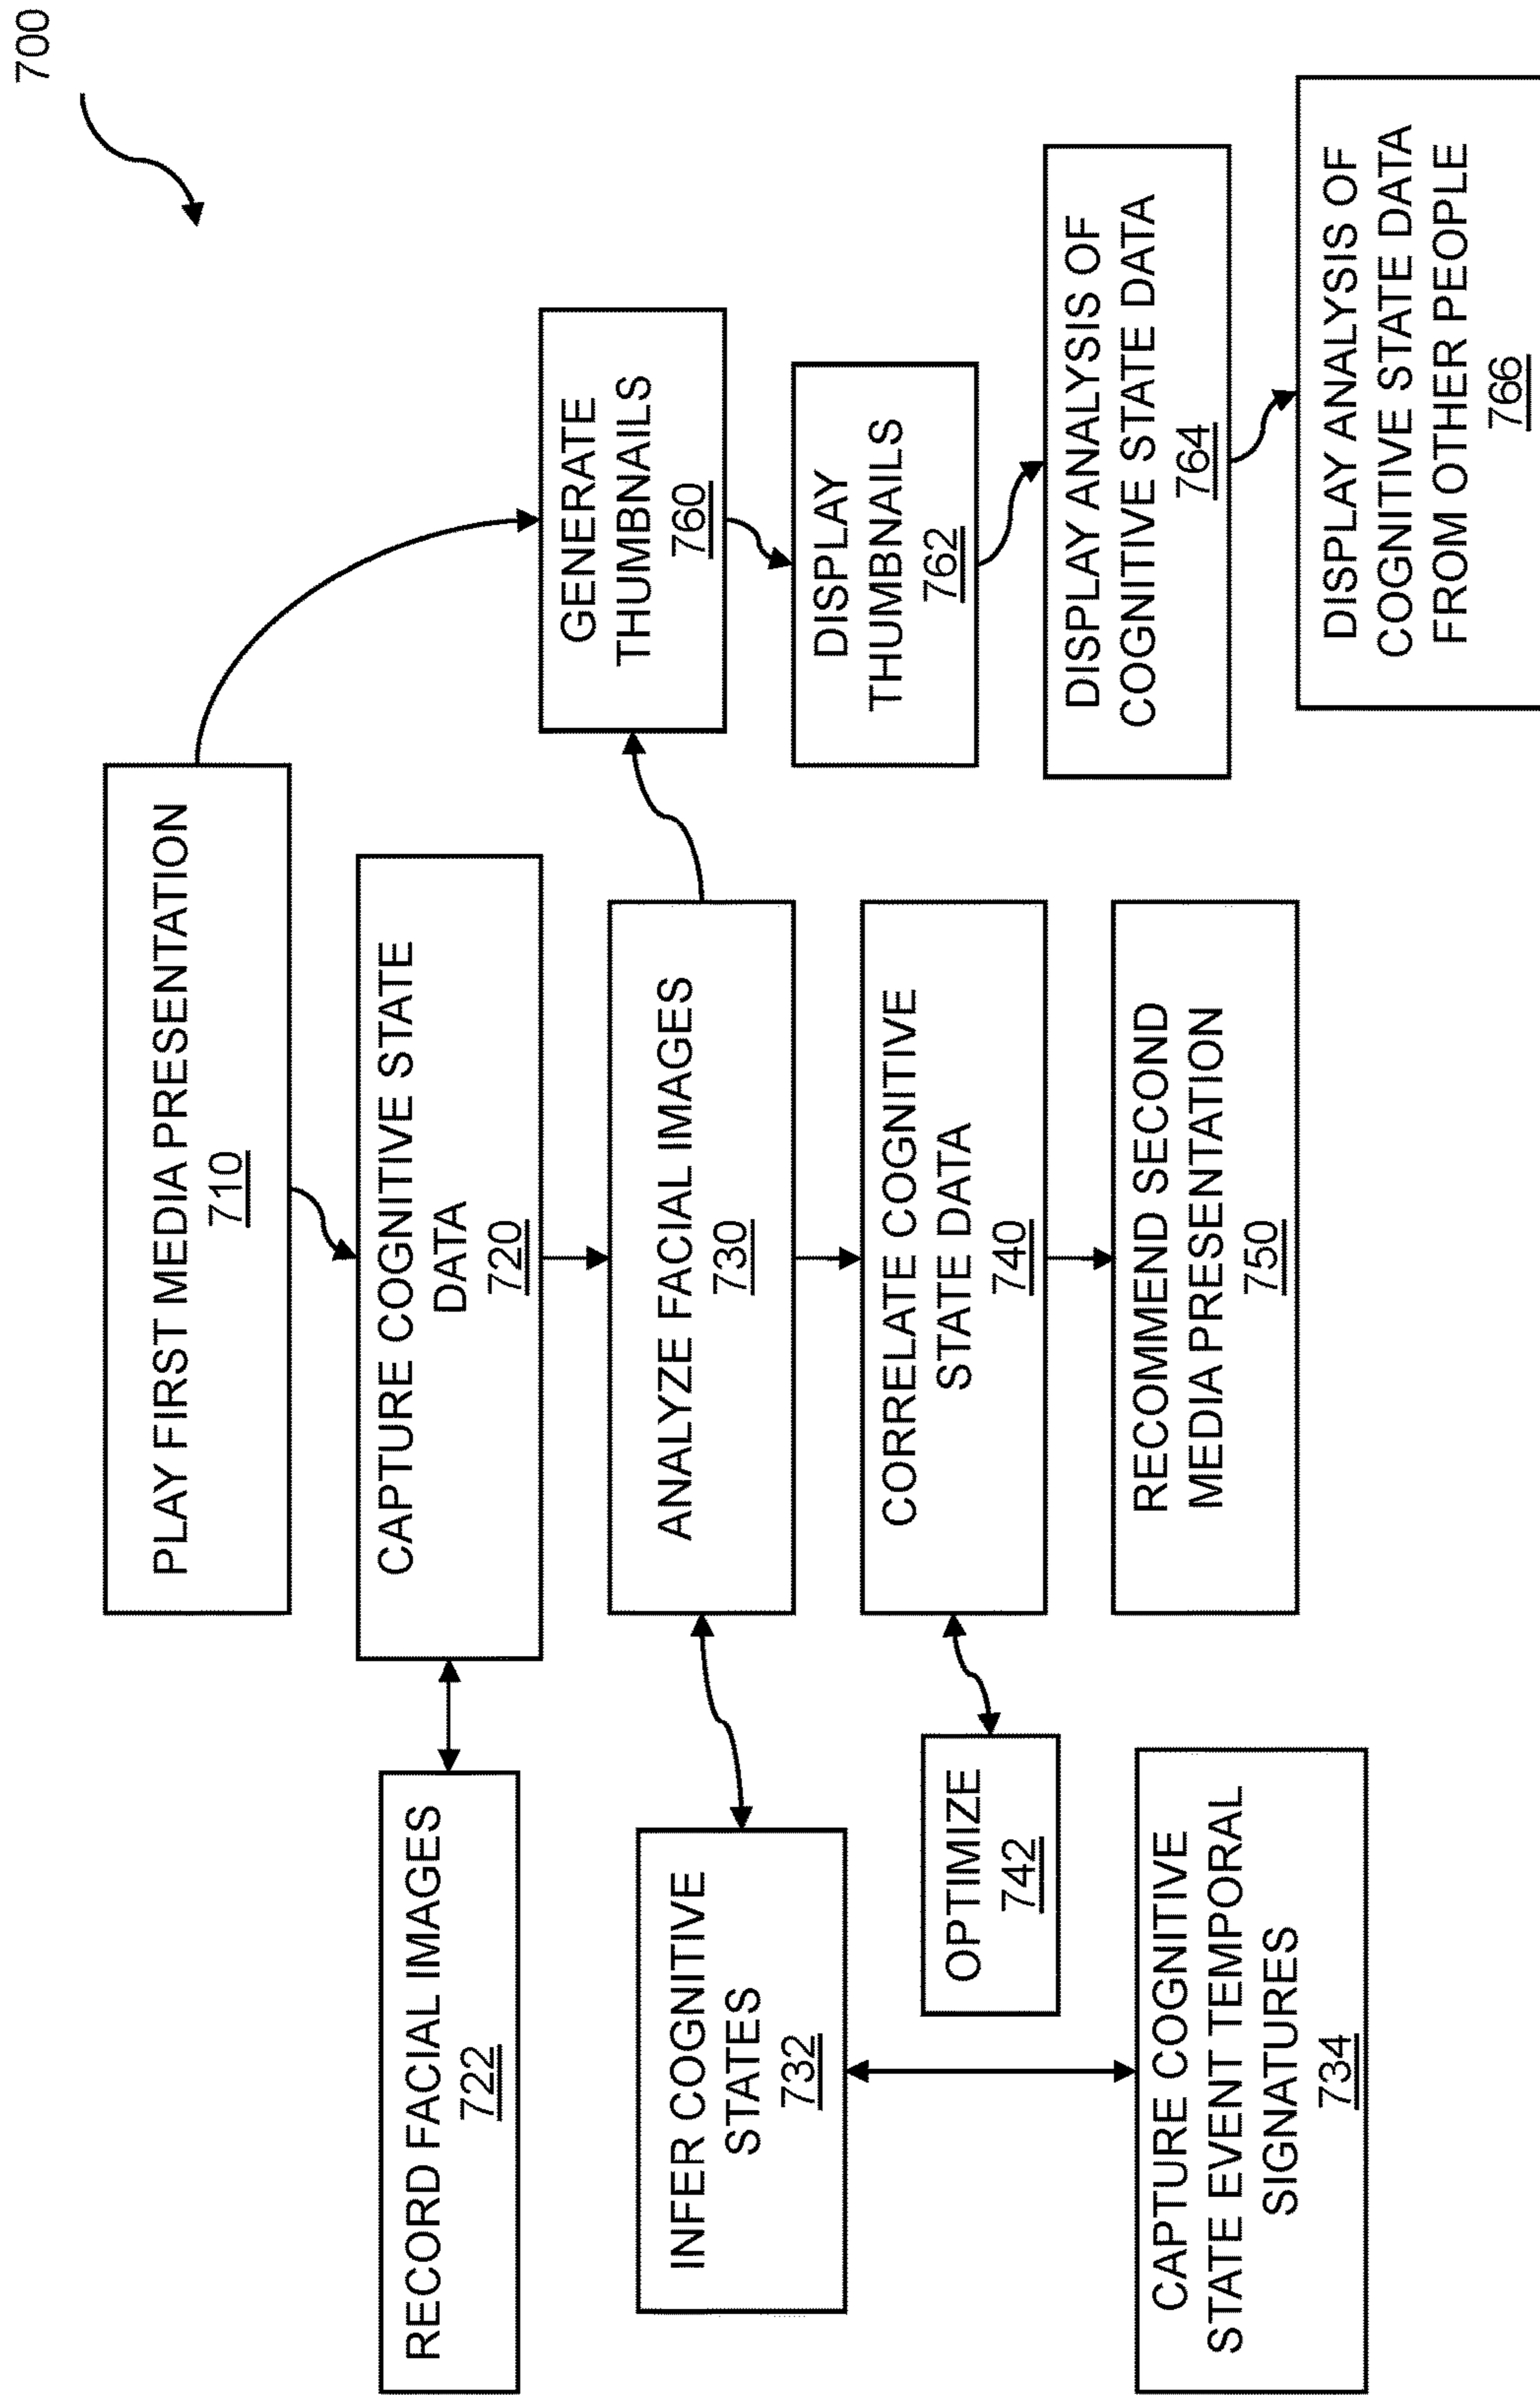 700
PLAY FIRST MEDIA PRESENTATION
710
RECORD FACIAL IMAGES
722
CAPTURE COGNITIVE STATE
DATA
720
GENERATE
THUMBNAILS
760
INFER COGNITIVE
STATES
732
ANALYZE FACIAL IMAGES
730
DISPLAY
THUMBNAILS
762
OPTIMIZE
742
CORRELATE COGNITIVE
STATE DATA
740
DISPLAY ANALYSIS OF
COGNITIVE STATE DATA
764
CAPTURE COGNITIVE
STATE EVENT TEMPORAL
SIGNATURES
734
RECOMMEND SECOND
MEDIA PRESENTATION
750
DISPLAY ANALYSIS OF
COGNITIVE STATE DATA
FROM OTHER PEOPLE
766